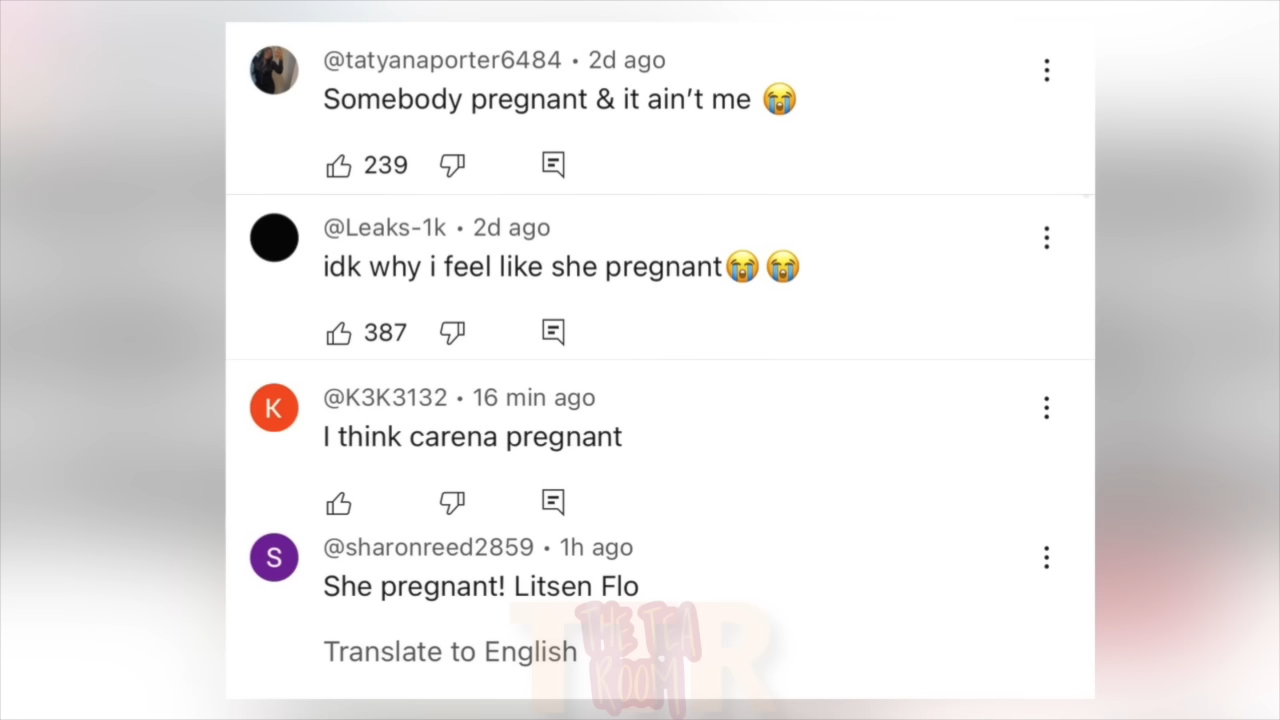 @tatyanaporter6484 • 2d ago
Somebody pregnant & it ain’t me 😭
239
@Leaks-1k • 2d ago
idk why i feel like she pregnant😭😭
387
K
@K3K3132 • 16 min ago
I think carena pregnant
S
@sharonreed2859 • 1h ago
She pregnant! Litsen Flo
Translate to English
THE TEA
ROOM